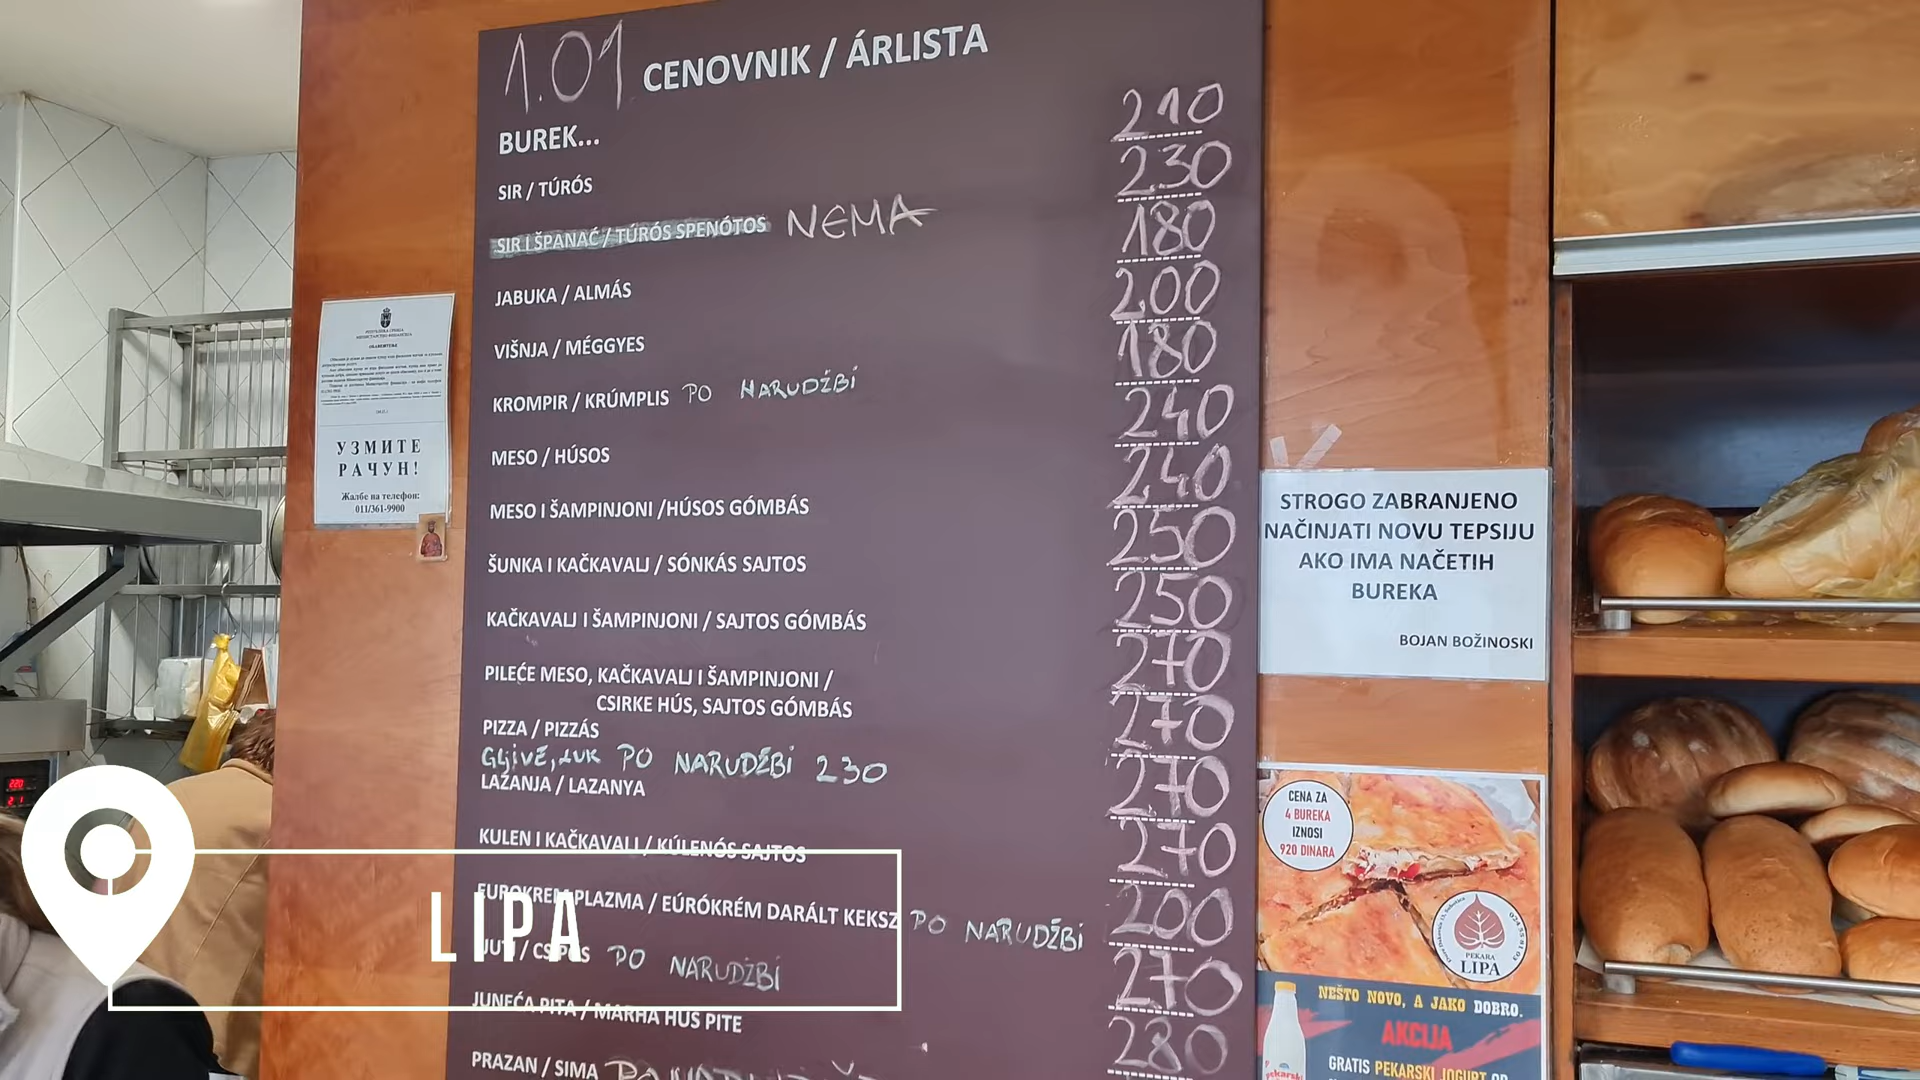 1.01 CENOVNIK / ÁRLISTA
BUREK...
210
SIR / TÚRÓS
230
SIR I ŠPANAĆ / TÚRÓS SPENÓTOS NEMA
180
JABUKA / ALMÁS
200
VIŠNJA / MÉGGYES
180
KROMPIR / KRÚMPLIS PO NARUDŽBI
240
MESO / HÚSOS
240
MESO I ŠAMPINJONI /HÚSOS GÓMBÁS
250
ŠUNKA I KAČKAVALJ / SÓNKÁS SAJTOS
250
KAČKAVALJ I ŠAMPINJONI / SAJTOS GÓMBÁS
270
PILEĆE MESO, KAČKAVALJ I ŠAMPINJONI /
CSIRKE HÚS, SAJTOS GÓMBÁS
270
PIZZA / PIZZÁS
GLJIVE, LUK PO NARUDŽBI 230
270
LAZANJA / LAZANYA
270
KULEN I KAČKAVALJ / KÚLENÓS SAJTOS
200
EUROKREM PLAZMA / EÚRÓKRÉM DARÁLT KEKSZ PO NARUDŽBI
270
LJUTI / CSIPŐS PO NARUDŽBI
280
JUNEĆA PITA / MARHA HÚS PITE
PRAZAN / SIMA
УЗМИТЕ
РАЧУН!
Жалбе на телефон:
011/361-9900
STROGO ZABRANJENO
NAČINJATI NOVU TEPSIJU
AKO IMA NAČETIH
BUREKA
BOJAN BOŽINOSKI
CENA ZA
4 BUREKA
IZNOSI
920 DINARA
PEKARA
LIPA
NEŠTO NOVO, A JAKO DOBRO.
AKCIJA
GRATIS PEKARSKI JOGURT OD
LIPA